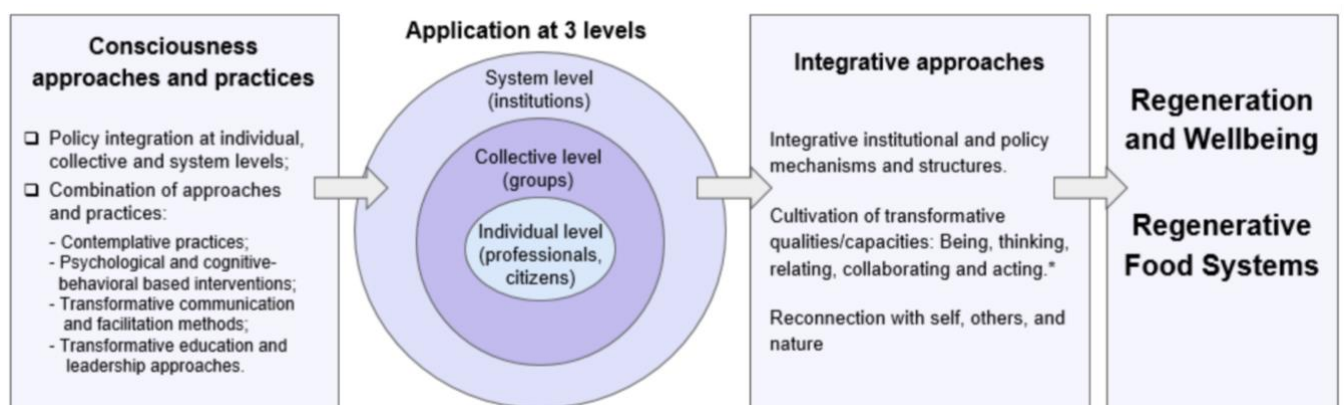 Consciousness
approaches and practices
❑ Policy integration at individual,
collective and system levels;
❑ Combination of approaches
and practices:
- Contemplative practices;
- Psychological and cognitive-
behavioral based interventions;
- Transformative communication
and facilitation methods;
- Transformative education and
leadership approaches.
Application at 3 levels
System level
(institutions)
Collective level
(groups)
Individual level
(professionals,
citizens)
Integrative approaches
Integrative institutional and policy
mechanisms and structures.
Cultivation of transformative
qualities/capacities: Being, thinking,
relating, collaborating and acting.*
Reconnection with self, others, and
nature
Regeneration
and Wellbeing
Regenerative
Food Systems